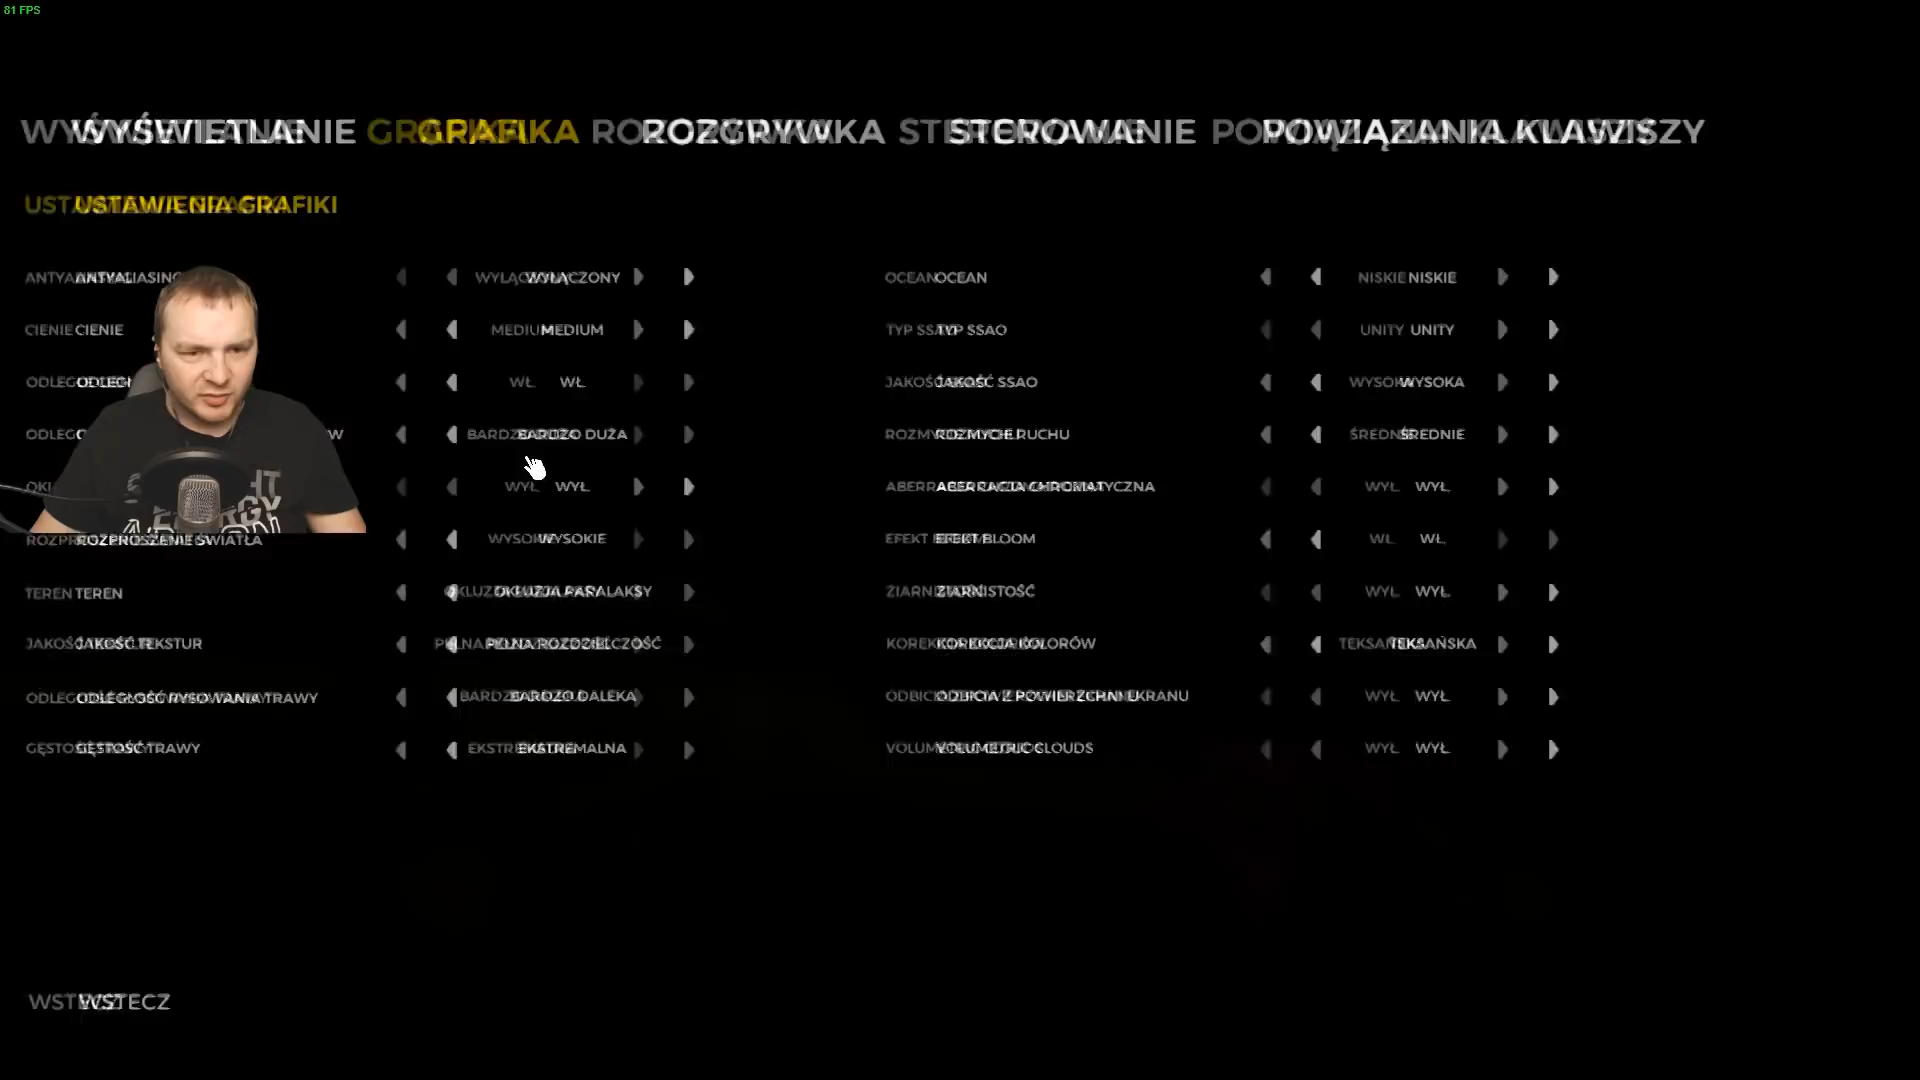 81 FPS
WYŚWIETLANIE GRAFIKA ROZGRYWKA STEROWANIE POWIĄZANIA KLAWISZY
USTAWIENIA GRAFIKI
ANTYALIASING WYŁĄCZONY OCEAN NISKIE
CIENIE MEDIUM TYP SSAO UNITY
WŁ. JAKOŚĆ SSAO WYSOKA
BARDZO DUŻA ROZMYCIE RUCHU ŚREDNIE
WYŁ. ABERRACJA CHROMATYCZNA WYŁ.
ROZPROSZENIE ŚWIATŁA WYSOKIE EFEKT BLOOM WŁ.
TEREN OKLUZJA PARALAKSY ZIARNISTOŚĆ WYŁ.
JAKOŚĆ TEKSTUR PEŁNA ROZDZIELCZOŚĆ KOREKCJA KOLORÓW TEKSAŃSKA
ODLEGŁOŚĆ RYSOWANIA TRAWY BARDZO DALEKA ODBICIA Z POWIERZCHNI EKRANU WYŁ.
GĘSTOŚĆ TRAWY EKSTREMALNA VOLUMETRIC CLOUDS WYŁ.
WSTECZ